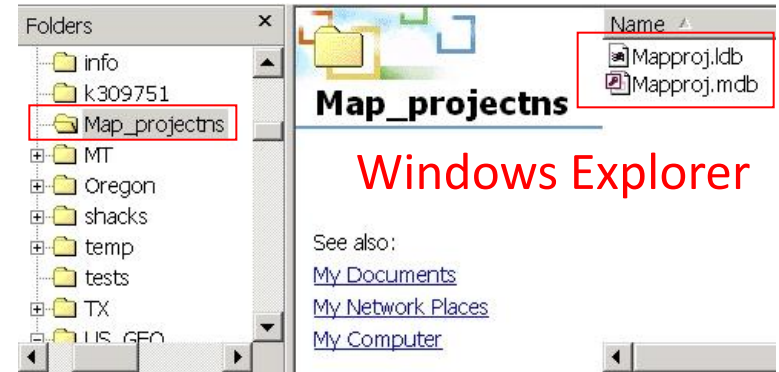 Folders
info
k309751
Map_projectns
MT
Oregon
shacks
temp
tests
TX
US_GEO
Map_projectns
Windows Explorer
See also:
My Documents
My Network Places
My Computer
Name
Mapproj.ldb
Mapproj.mdb